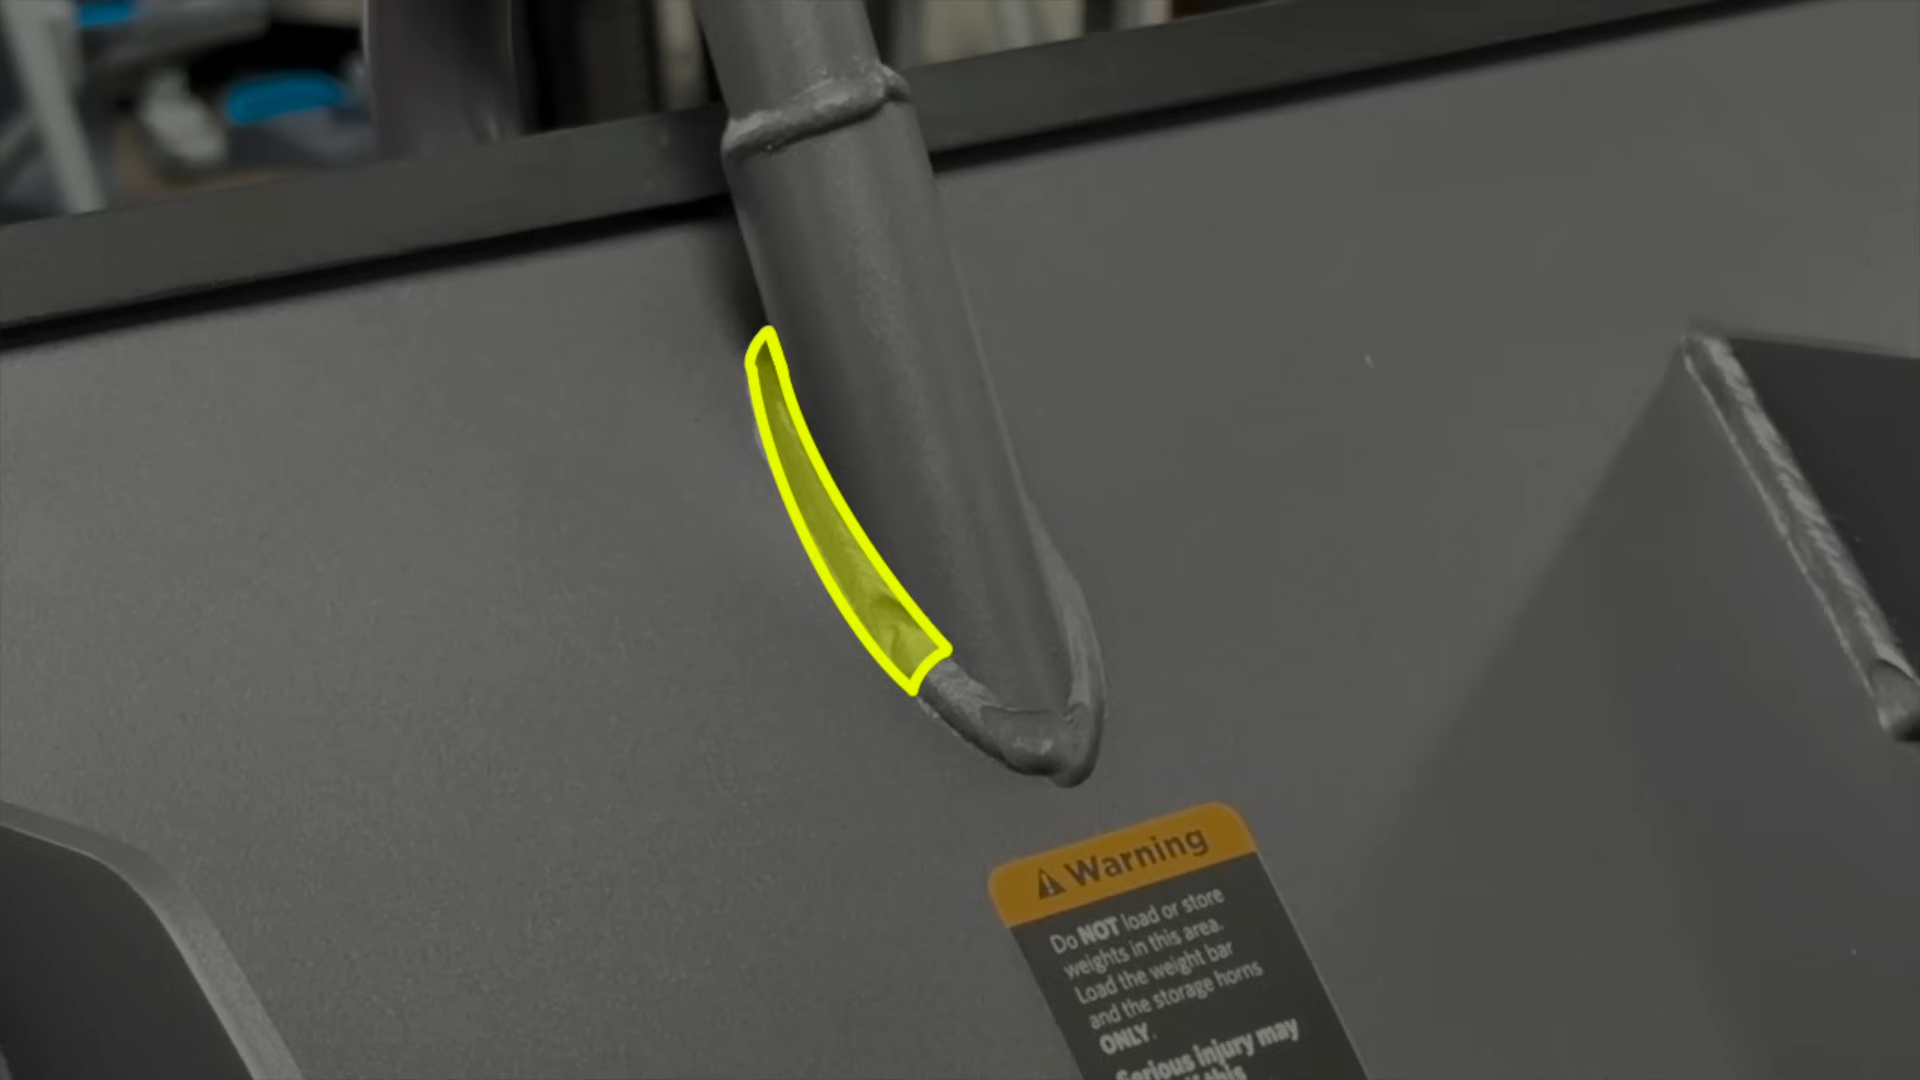 Warning
Do NOT load or store
weights in this area.
Load the weight bar
and the storage horns
ONLY.
Serious injury may
this